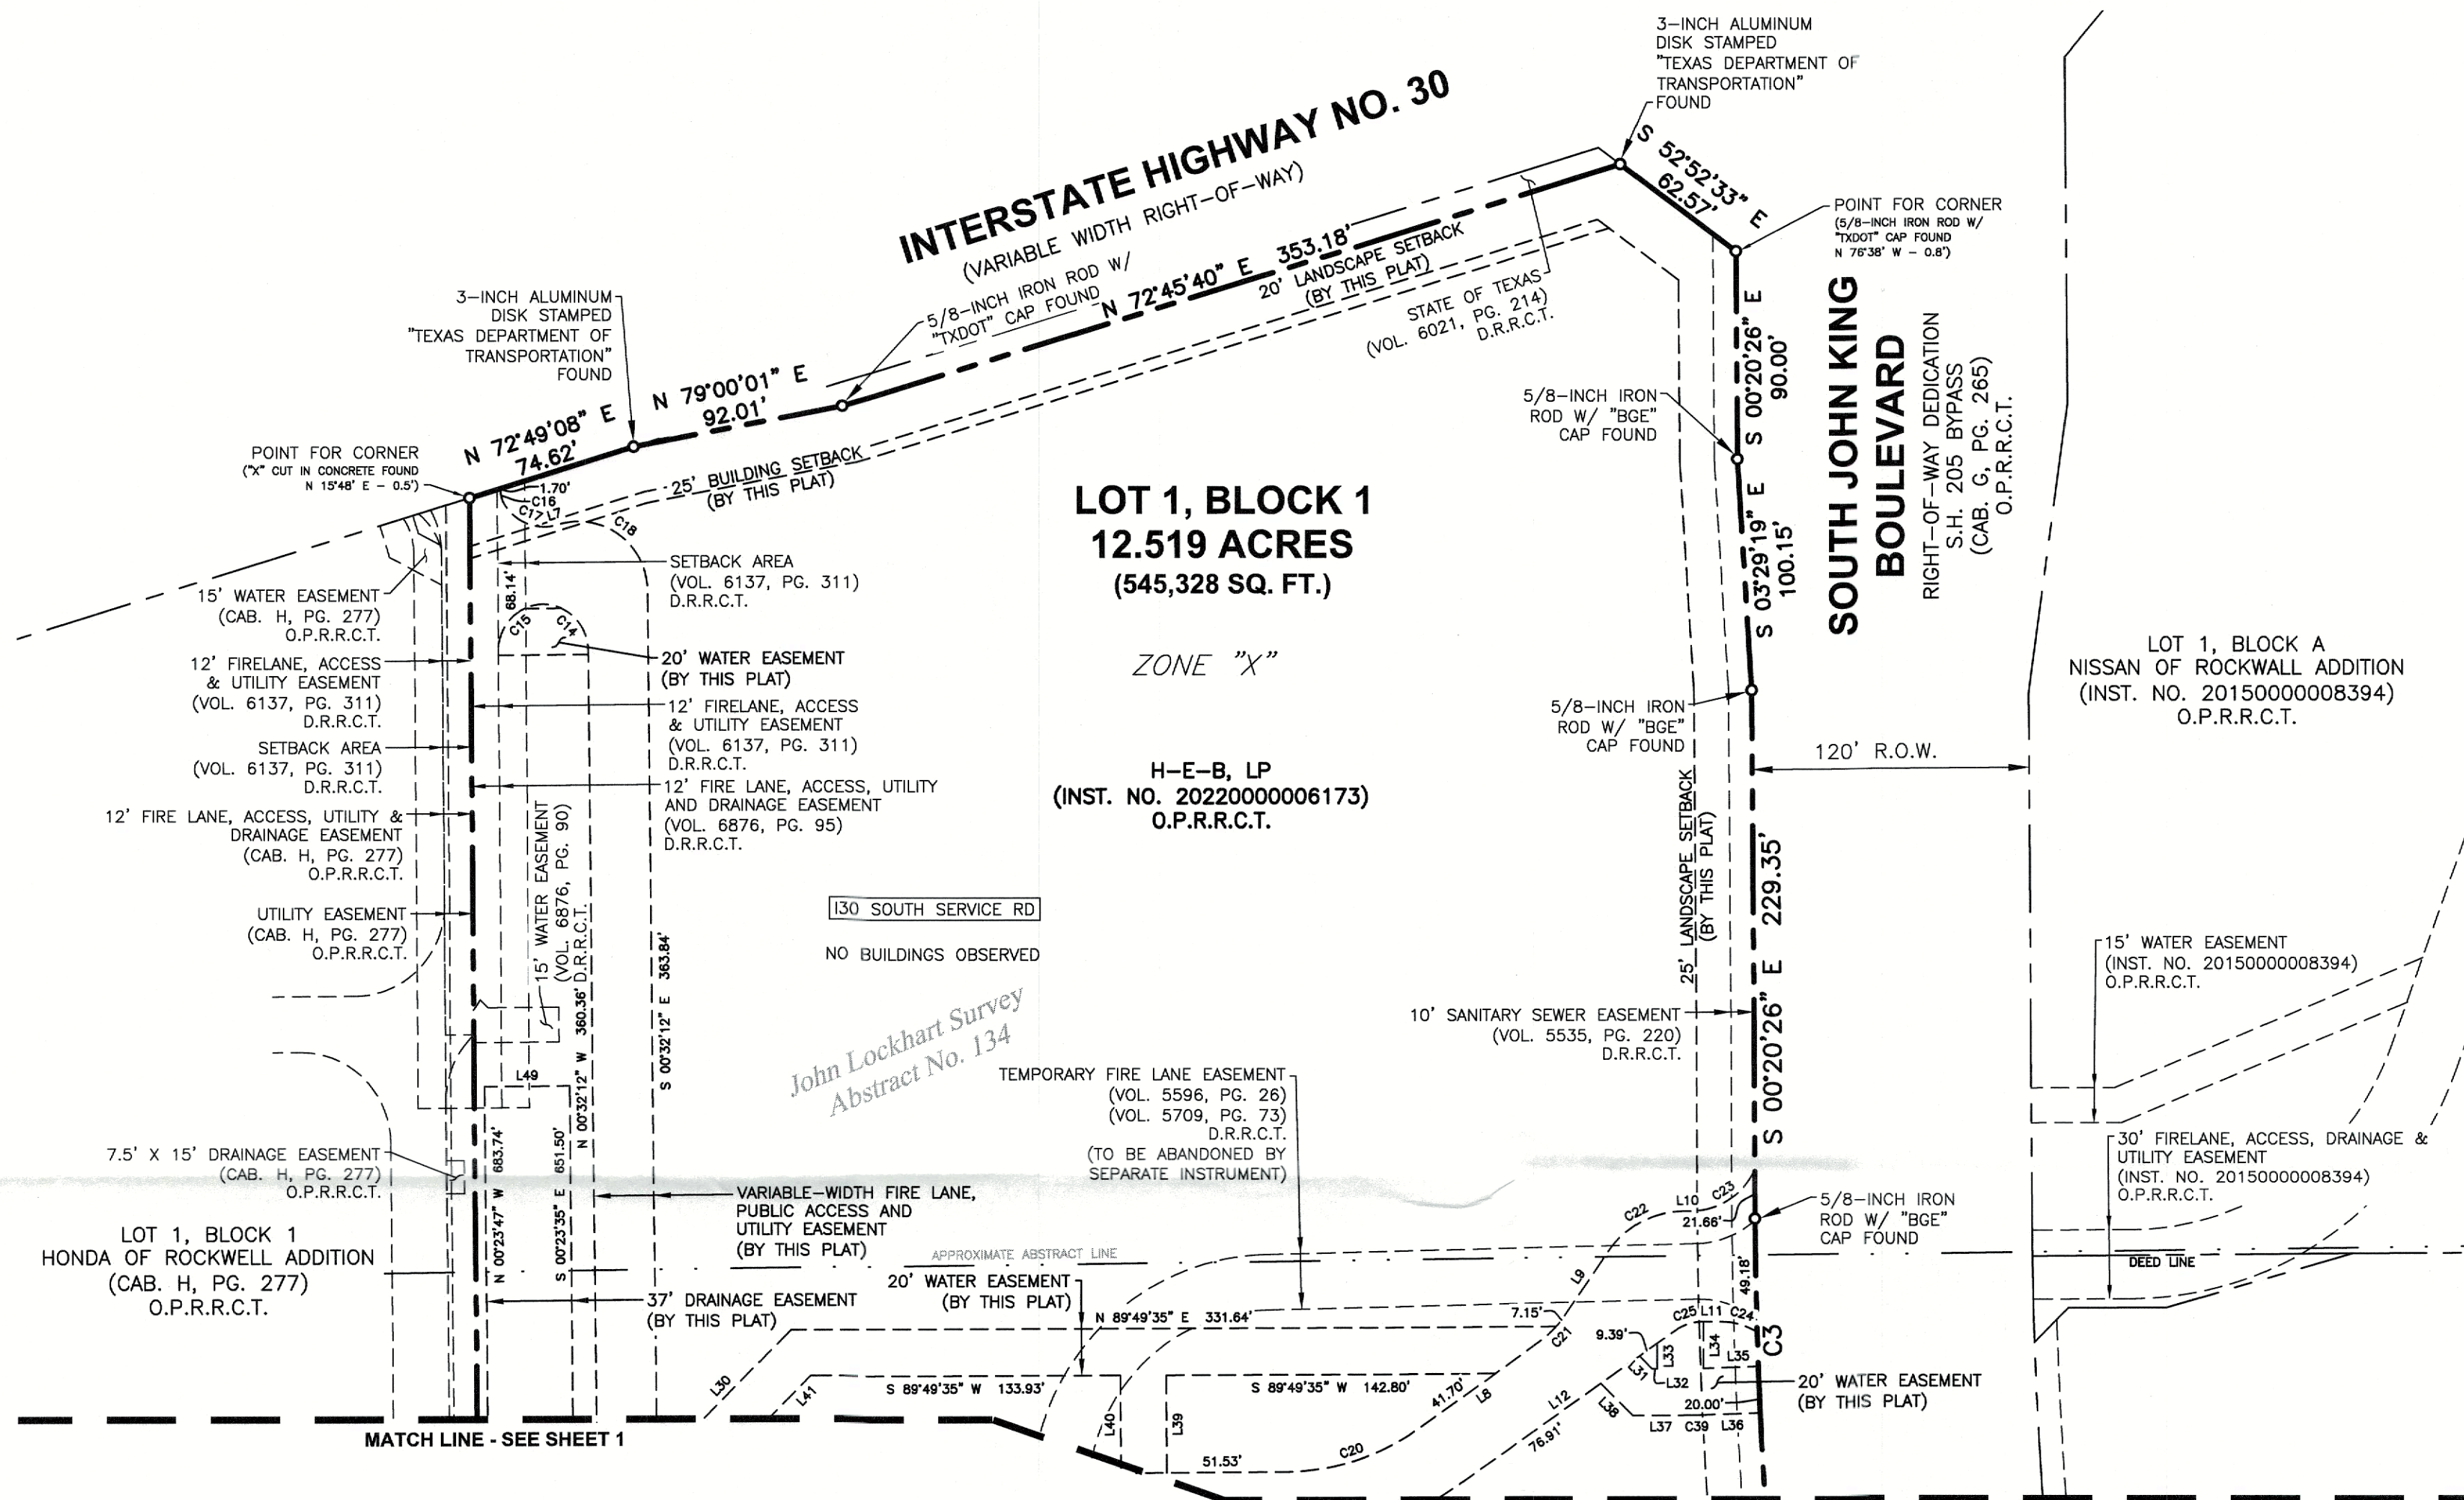 3-INCH ALUMINUM
DISK STAMPED
"TEXAS DEPARTMENT OF
TRANSPORTATION"
FOUND
INTERSTATE HIGHWAY NO. 30
(VARIABLE WIDTH RIGHT-OF-WAY)
S 52°52'33" E
62.57'
POINT FOR CORNER
(5/8-INCH IRON ROD W/
"TXDOT" CAP FOUND
N 76°38' W - 0.8')
5/8-INCH IRON ROD W/
"TXDOT" CAP FOUND
N 72°45'40" E 353.18'
20' LANDSCAPE SETBACK
(BY THIS PLAT)
STATE OF TEXAS
(VOL. 6021, PG. 214)
D.R.R.C.T.
3-INCH ALUMINUM
DISK STAMPED
"TEXAS DEPARTMENT OF
TRANSPORTATION"
FOUND
N 79°00'01" E
92.01'
N 72°49'08" E
74.62'
POINT FOR CORNER
("X" CUT IN CONCRETE FOUND
N 15°48' E - 0.5')
1.70'
C16
C17
L7
C18
25' BUILDING SETBACK
(BY THIS PLAT)
S 00°20'26" E
90.00'
5/8-INCH IRON
ROD W/ "BGE"
CAP FOUND
S 03°29'19" E
100.15'
SOUTH JOHN KING
BOULEVARD
RIGHT-OF-WAY DEDICATION
S.H. 205 BYPASS
(CAB. G, PG. 265)
O.P.R.R.C.T.
LOT 1, BLOCK 1
12.519 ACRES
(545,328 SQ. FT.)
ZONE "X"
H-E-B, LP
(INST. NO. 20220000006173)
O.P.R.R.C.T.
SETBACK AREA
(VOL. 6137, PG. 311)
D.R.R.C.T.
68.14'
C15
C14
15' WATER EASEMENT
(CAB. H, PG. 277)
O.P.R.R.C.T.
12' FIRELANE, ACCESS
& UTILITY EASEMENT
(VOL. 6137, PG. 311)
D.R.R.C.T.
SETBACK AREA
(VOL. 6137, PG. 311)
D.R.R.C.T.
12' FIRE LANE, ACCESS, UTILITY &
DRAINAGE EASEMENT
(CAB. H, PG. 277)
O.P.R.R.C.T.
UTILITY EASEMENT
(CAB. H, PG. 277)
O.P.R.R.C.T.
20' WATER EASEMENT
(BY THIS PLAT)
12' FIRELANE, ACCESS
& UTILITY EASEMENT
(VOL. 6137, PG. 311)
D.R.R.C.T.
12' FIRE LANE, ACCESS, UTILITY
AND DRAINAGE EASEMENT
(VOL. 6876, PG. 95)
D.R.R.C.T.
15' WATER EASEMENT
(VOL. 6876, PG. 90)
D.R.R.C.T.
N 00°32'12" W 360.36'
S 00°32'12" E 363.84'
I30 SOUTH SERVICE RD
NO BUILDINGS OBSERVED
John Lockhart Survey
Abstract No. 134
5/8-INCH IRON
ROD W/ "BGE"
CAP FOUND
120' R.O.W.
LOT 1, BLOCK A
NISSAN OF ROCKWALL ADDITION
(INST. NO. 20150000008394)
O.P.R.R.C.T.
25' LANDSCAPE SETBACK
(BY THIS PLAT)
S 00°20'26" E 229.35'
10' SANITARY SEWER EASEMENT
(VOL. 5535, PG. 220)
D.R.R.C.T.
15' WATER EASEMENT
(INST. NO. 20150000008394)
O.P.R.R.C.T.
TEMPORARY FIRE LANE EASEMENT
(VOL. 5596, PG. 26)
(VOL. 5709, PG. 73)
D.R.R.C.T.
(TO BE ABANDONED BY
SEPARATE INSTRUMENT)
30' FIRELANE, ACCESS, DRAINAGE &
UTILITY EASEMENT
(INST. NO. 20150000008394)
O.P.R.R.C.T.
L49
7.5' X 15' DRAINAGE EASEMENT
(CAB. H, PG. 277)
O.P.R.R.C.T.
N 00°23'47" W 683.74'
S 00°23'35" E 651.50'
VARIABLE-WIDTH FIRE LANE,
PUBLIC ACCESS AND
UTILITY EASEMENT
(BY THIS PLAT)
LOT 1, BLOCK 1
HONDA OF ROCKWELL ADDITION
(CAB. H, PG. 277)
O.P.R.R.C.T.
APPROXIMATE ABSTRACT LINE
20' WATER EASEMENT
(BY THIS PLAT)
37' DRAINAGE EASEMENT
(BY THIS PLAT)
C22
L10
C23
21.66'
5/8-INCH IRON
ROD W/ "BGE"
CAP FOUND
DEED LINE
L9
49.18'
N 89°49'35" E 331.64'
7.15'
C21
C25
L11
C24
9.39'
L33
L34
C3
L31
L32
L35
L30
L41
S 89°49'35" W 133.93'
S 89°49'35" W 142.80'
41.70'
L8
L12
L38
20.00'
20' WATER EASEMENT
(BY THIS PLAT)
L40
L39
L37
C39
L36
76.91'
51.53'
C20
MATCH LINE - SEE SHEET 1